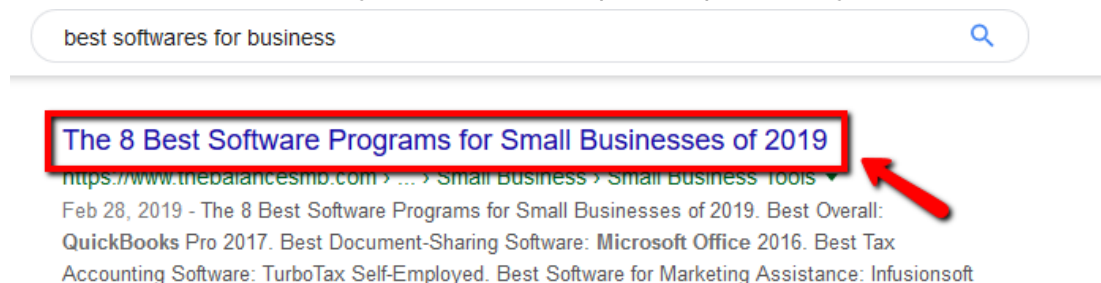 best softwares for business
The 8 Best Software Programs for Small Businesses of 2019
https://www.thebalancesmb.com › ... › Small Business › Small Business Tools
Feb 28, 2019 - The 8 Best Software Programs for Small Businesses of 2019. Best Overall:
QuickBooks Pro 2017. Best Document-Sharing Software: Microsoft Office 2016. Best Tax
Accounting Software: TurboTax Self-Employed. Best Software for Marketing Assistance: Infusionsoft